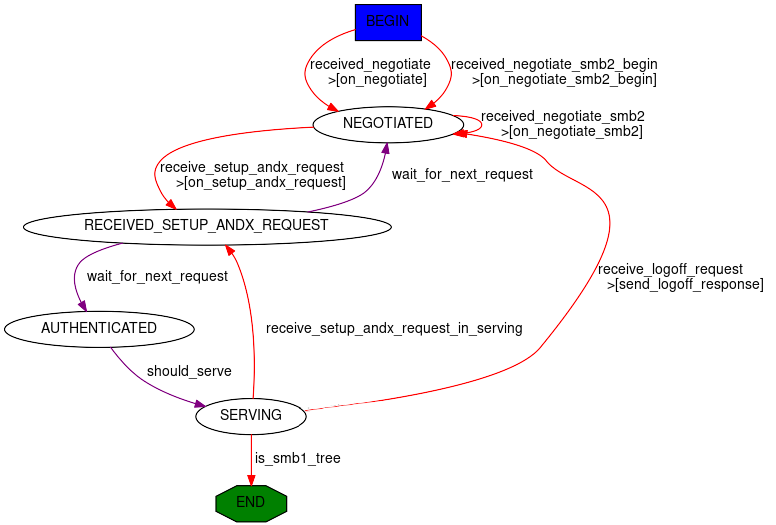 BEGIN
received_negotiate
>[on_negotiate]
received_negotiate_smb2_begin
>[on_negotiate_smb2_begin]
NEGOTIATED
received_negotiate_smb2
>[on_negotiate_smb2]
receive_setup_andx_request
>[on_setup_andx_request]
wait_for_next_request
RECEIVED_SETUP_ANDX_REQUEST
wait_for_next_request
receive_logoff_request
>[send_logoff_response]
AUTHENTICATED
receive_setup_andx_request_in_serving
should_serve
SERVING
is_smb1_tree
END